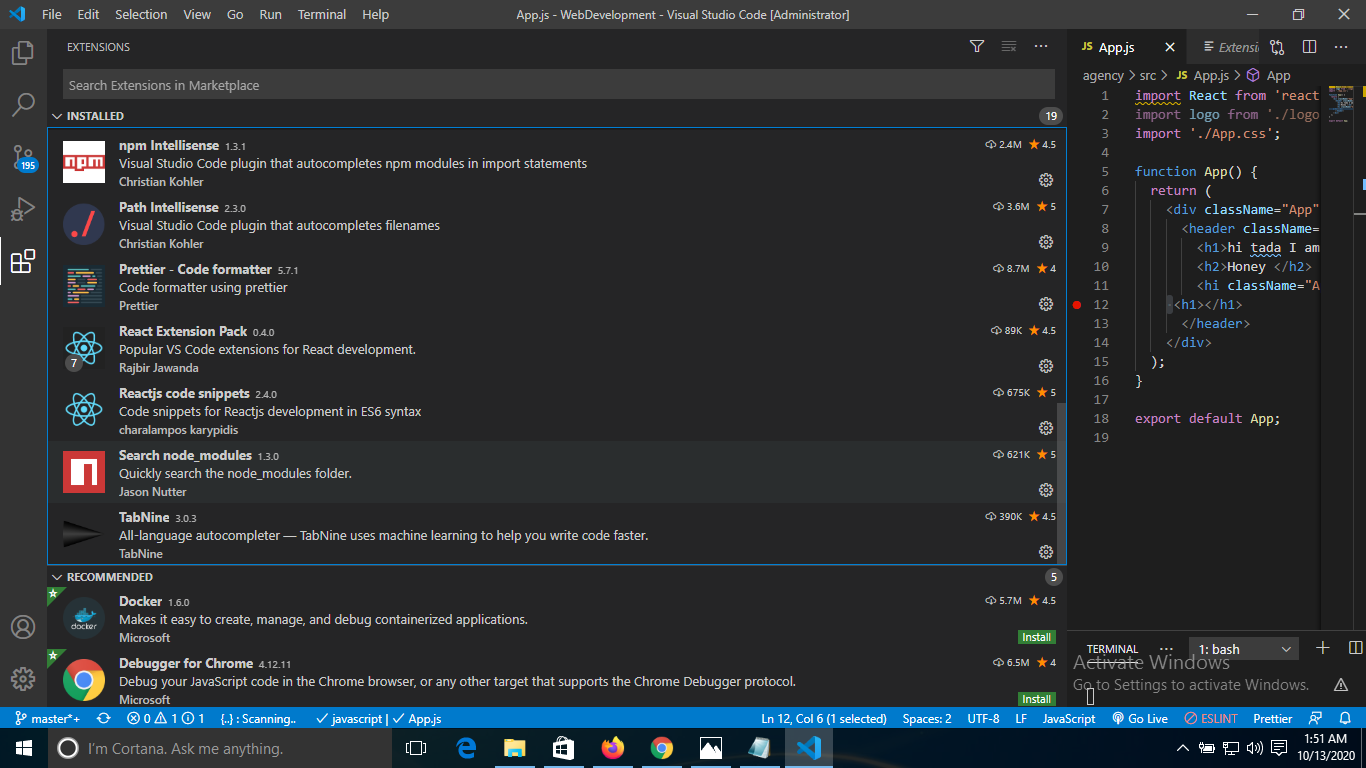 File Edit Selection View Go Run Terminal Help App.js - WebDevelopment - Visual Studio Code [Administrator]
EXTENSIONS
Search Extensions in Marketplace
INSTALLED 19
npm Intellisense 1.3.1 2.4M 4.5
Visual Studio Code plugin that autocompletes npm modules in import statements
Christian Kohler
Path Intellisense 2.3.0 3.6M 5
Visual Studio Code plugin that autocompletes filenames
Christian Kohler
Prettier - Code formatter 5.7.1 8.7M 4
Code formatter using prettier
Prettier
React Extension Pack 0.4.0 89K 4.5
Popular VS Code extensions for React development.
7
Rajbir Jawanda
Reactjs code snippets 2.4.0 675K 5
Code snippets for Reactjs development in ES6 syntax
charalampos karypidis
Search node_modules 1.3.0 621K 5
Quickly search the node_modules folder.
Jason Nutter
TabNine 3.0.3 390K 4.5
All-language autocompleter — TabNine uses machine learning to help you write code faster.
TabNine
RECOMMENDED 5
Docker 1.6.0 5.7M 4.5
Makes it easy to create, manage, and debug containerized applications.
docker
Microsoft Install
Debugger for Chrome 4.12.11 6.5M 4
Debug your JavaScript code in the Chrome browser, or any other target that supports the Chrome Debugger protocol.
Microsoft Install
195
npm
JS App.js Extensi
agency > src > JS App.js > App
1 import React from 'react
2 import logo from './logo
3 import './App.css';
4
5 function App() {
6 return (
7 <div className="App"
8 <header className=
9 <h1>hi tada I am
10 <h2>Honey </h2>
11 <hi className="A
12 <h1></h1>
13 </header>
14 </div>
15 );
16 }
17
18 export default App;
19
TERMINAL ... 1: bash
Activate Windows
Go to Settings to activate Windows.
master*+ 0 1 1 {..} : Scanning.. javascript | App.js Ln 12, Col 6 (1 selected) Spaces: 2 UTF-8 LF JavaScript Go Live ESLINT Prettier
I'm Cortana. Ask me anything.
1:51 AM
10/13/2020